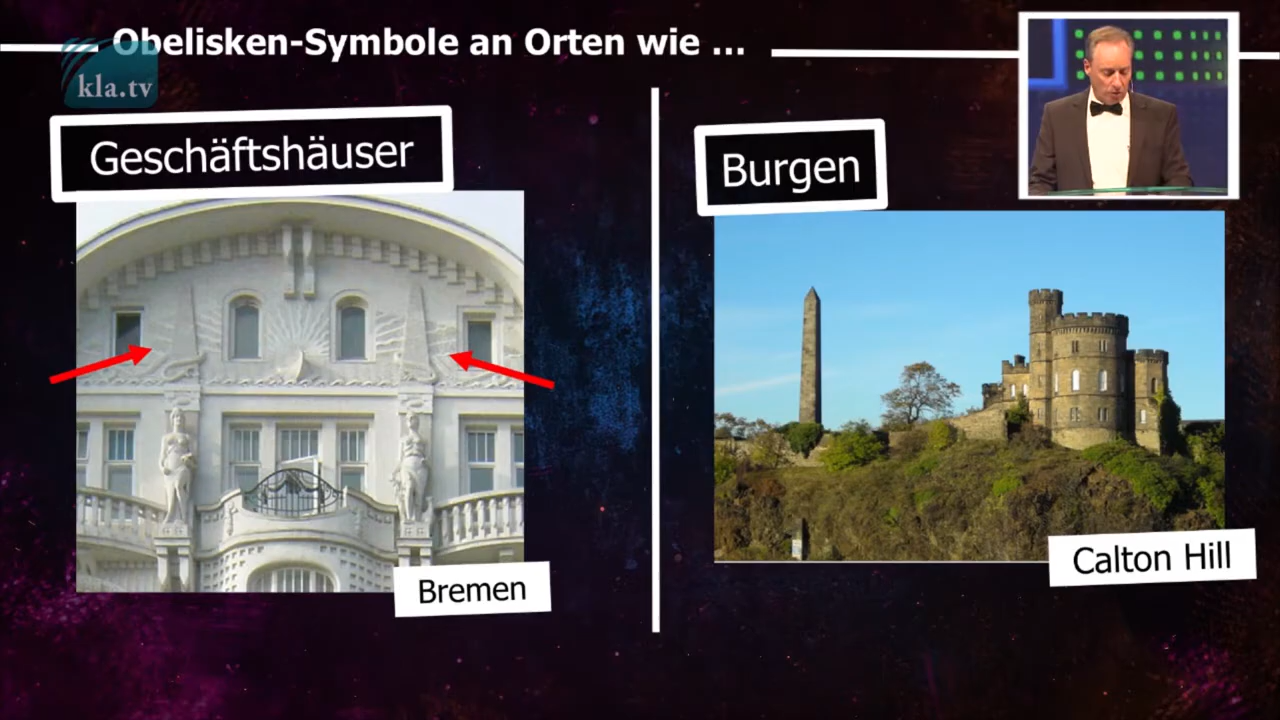 Obelisken-Symbole an Orten wie ...
kla.tv
Geschäftshäuser
Burgen
Bremen
Calton Hill